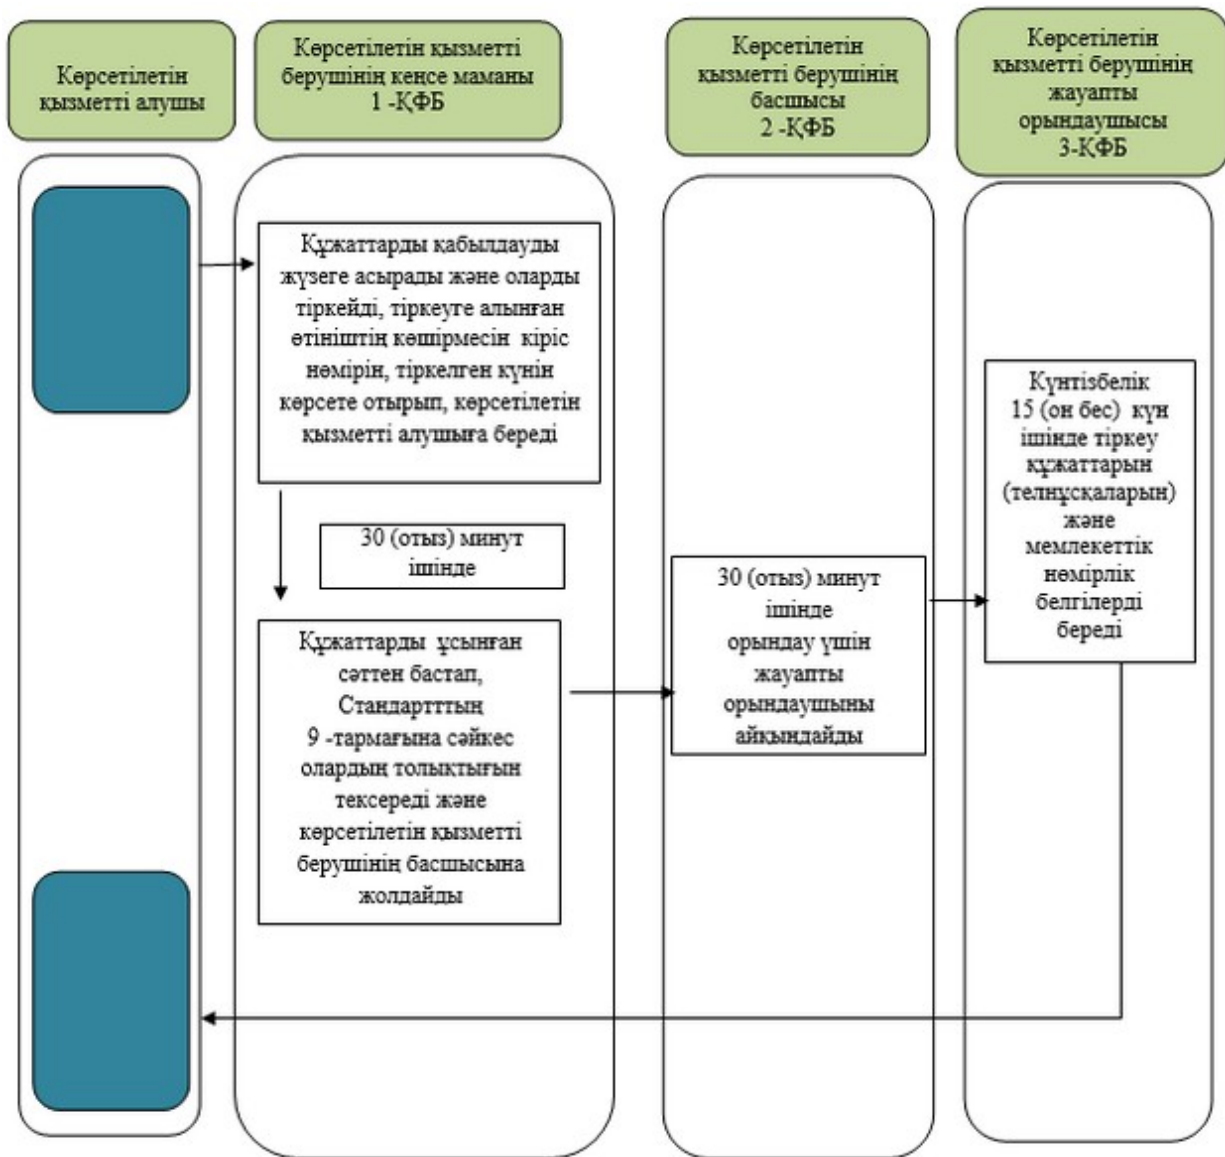 Көрсетілетін
қызметті алушы
Көрсетілетін қызметті
берушінің кеңсе маманы
1 -ҚФБ
Көрсетілетін
қызметті берушінің
басшысы
2 -ҚФБ
Көрсетілетін
қызметті берушінің
жауапты
орындаушысы
3-ҚФБ
Құжаттарды қабылдауды
жүзеге асырады және оларды
тіркейді, тіркеуге алынған
өтініштің көшірмесін кіріс
нөмірін, тіркелген күнін
көрсете отырып, көрсетілетін
қызметті алушыға береді
30 (отыз) минут
ішінде
Құжаттарды ұсынған
сәттен бастап,
Стандартттың
9 -тармағына сәйкес
олардың толықтығын
тексереді және
көрсетілетін қызметті
берушінің басшысына
жолдайды
30 (отыз) минут
ішінде
орындау үшін
жауапты
орындаушыны
айқындайды
Күнтізбелік
15 (он бес) күн
ішінде тіркеу
құжаттарын
(телнұсқаларын)
және
мемлекеттік
нөмірлік
белгілерді
береді